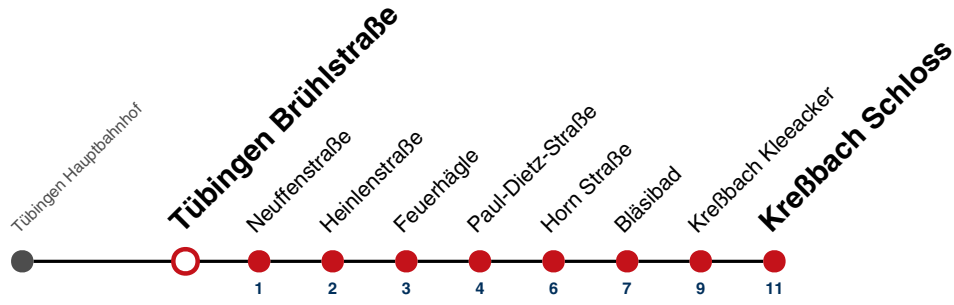 Tübingen Hauptbahnhof
Tübingen Brühlstraße
Neuffenstraße
Heinlenstraße
Feuerhägle
Paul-Dietz-Straße
Horn Straße
Bläsibad
Kreßbach Kleeacker
Kreßbach Schloss
1 2 3 4 6 7 9 11